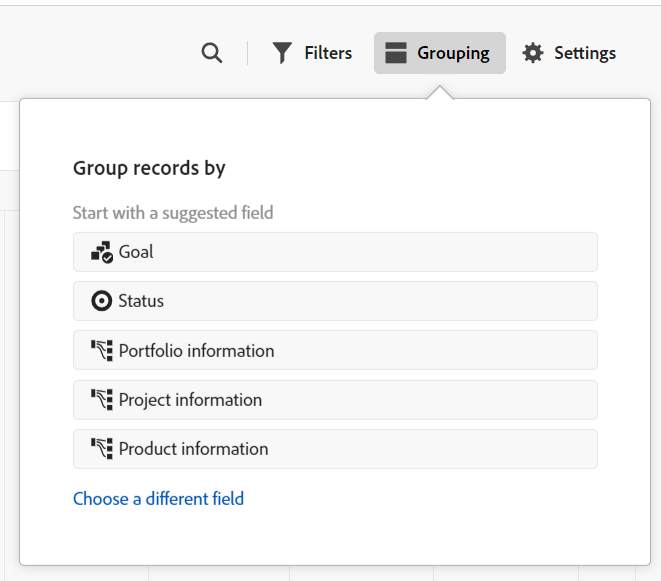 Filters
Grouping
Settings
Group records by
Start with a suggested field
Goal
Status
Portfolio information
Project information
Product information
Choose a different field